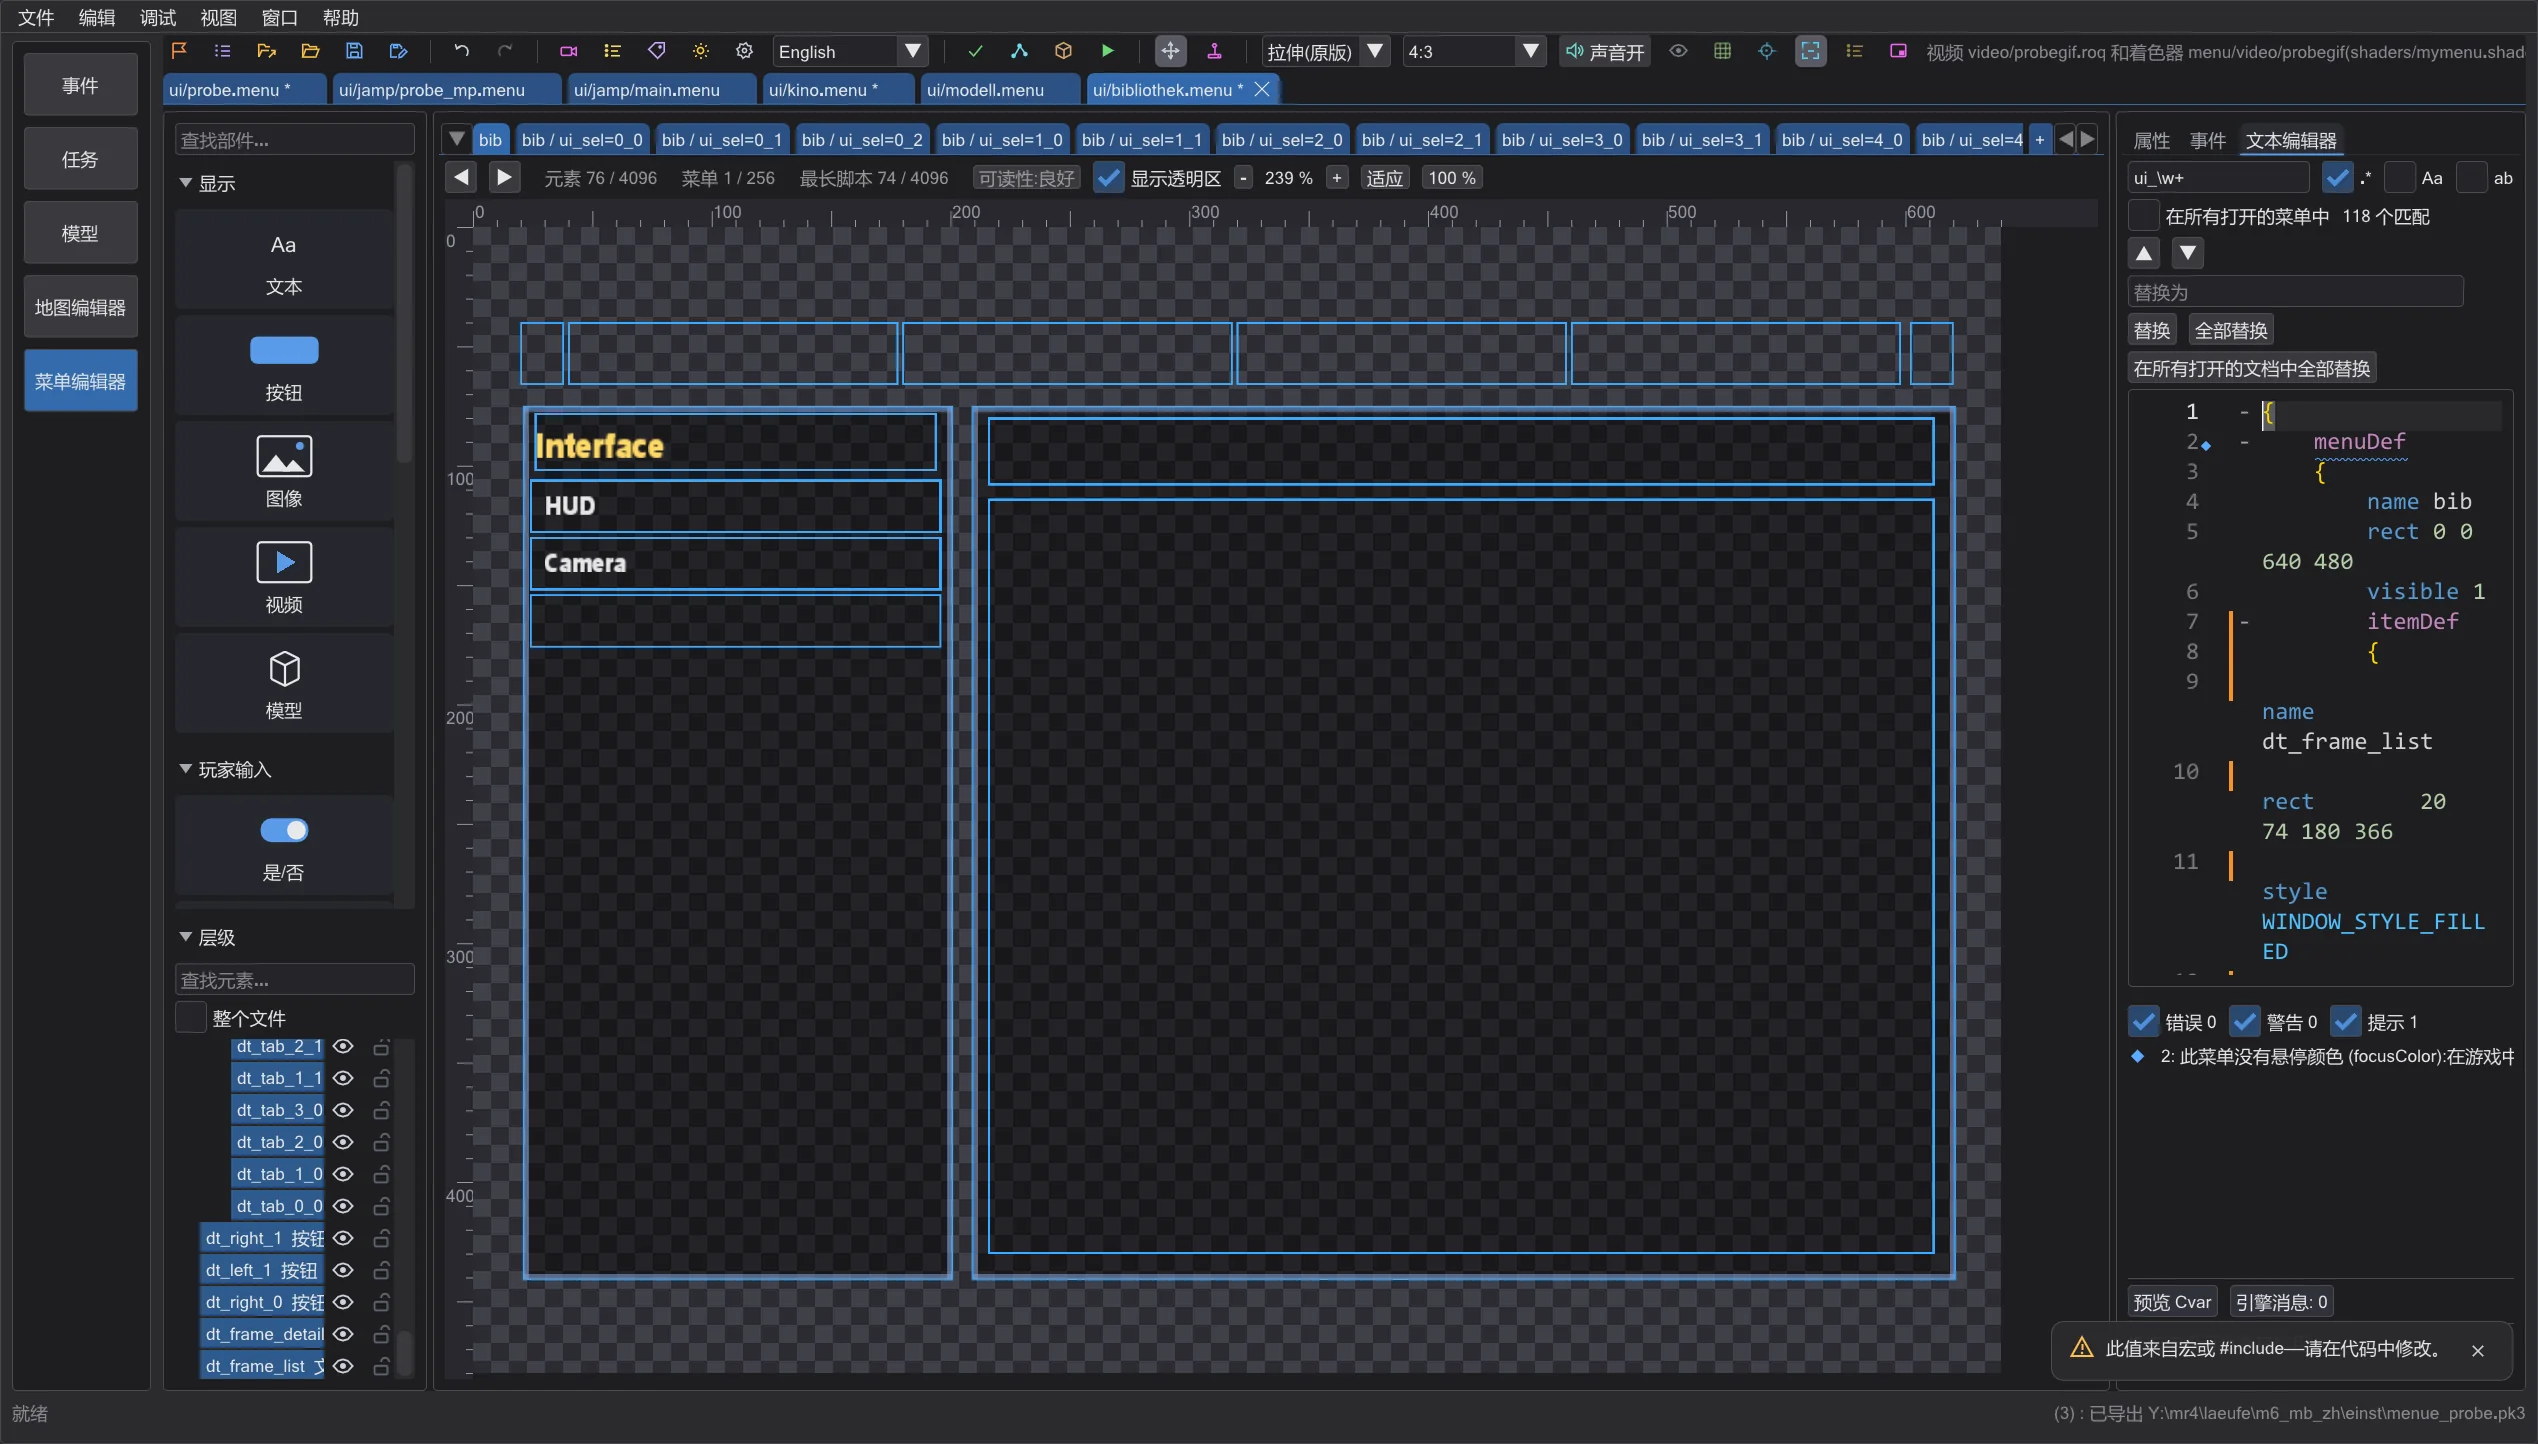 文件 编辑 调试 视图 窗口 帮助
English
拉伸(原版)
4:3
声音开
视频 video/probegif.roq 和着色器 menu/video/probegif(shaders/mymenu.shad
事件
任务
模型
地图编辑器
菜单编辑器
ui/probe.menu *
ui/jamp/probe_mp.menu
ui/jamp/main.menu
ui/kino.menu *
ui/modell.menu
ui/bibliothek.menu *
查找部件...
显示
Aa
文本
按钮
图像
视频
模型
玩家输入
是/否
层级
查找元素...
整个文件
dt_tab_2_1
dt_tab_1_1
dt_tab_3_0
dt_tab_2_0
dt_tab_1_0
dt_tab_0_0
dt_right_1 按钮
dt_left_1 按钮
dt_right_0 按钮
dt_frame_detail
dt_frame_list
bib
bib / ui_sel=0_0
bib / ui_sel=0_1
bib / ui_sel=0_2
bib / ui_sel=1_0
bib / ui_sel=1_1
bib / ui_sel=2_0
bib / ui_sel=2_1
bib / ui_sel=3_0
bib / ui_sel=3_1
bib / ui_sel=4_0
bib / ui_sel=4
+
元素 76 / 4096 菜单 1 / 256 最长脚本 74 / 4096 可读性:良好 显示透明区 - 239 % + 适应 100 %
0 100 200 300 400 500 600
0
100
200
300
400
Interface
HUD
Camera
属性 事件 文本编辑器
ui_\w+ .* Aa ab
在所有打开的菜单中 118 个匹配
替换为
替换 全部替换
在所有打开的文档中全部替换
1 - {
2 - menuDef
3 {
4 name bib
5 rect 0 0
640 480
6 visible 1
7 - itemDef
8 {
9
name
dt_frame_list
10
rect 20
74 180 366
11
style
WINDOW_STYLE_FILL
ED
错误 0 警告 0 提示 1
2: 此菜单没有悬停颜色 (focusColor):在游戏中
预览 Cvar 引擎消息: 0
此值来自宏或 #include—请在代码中修改。
就绪
(3) : 已导出 Y:\mr4\laeufe\m6_mb_zh\einst\menue_probe.pk3